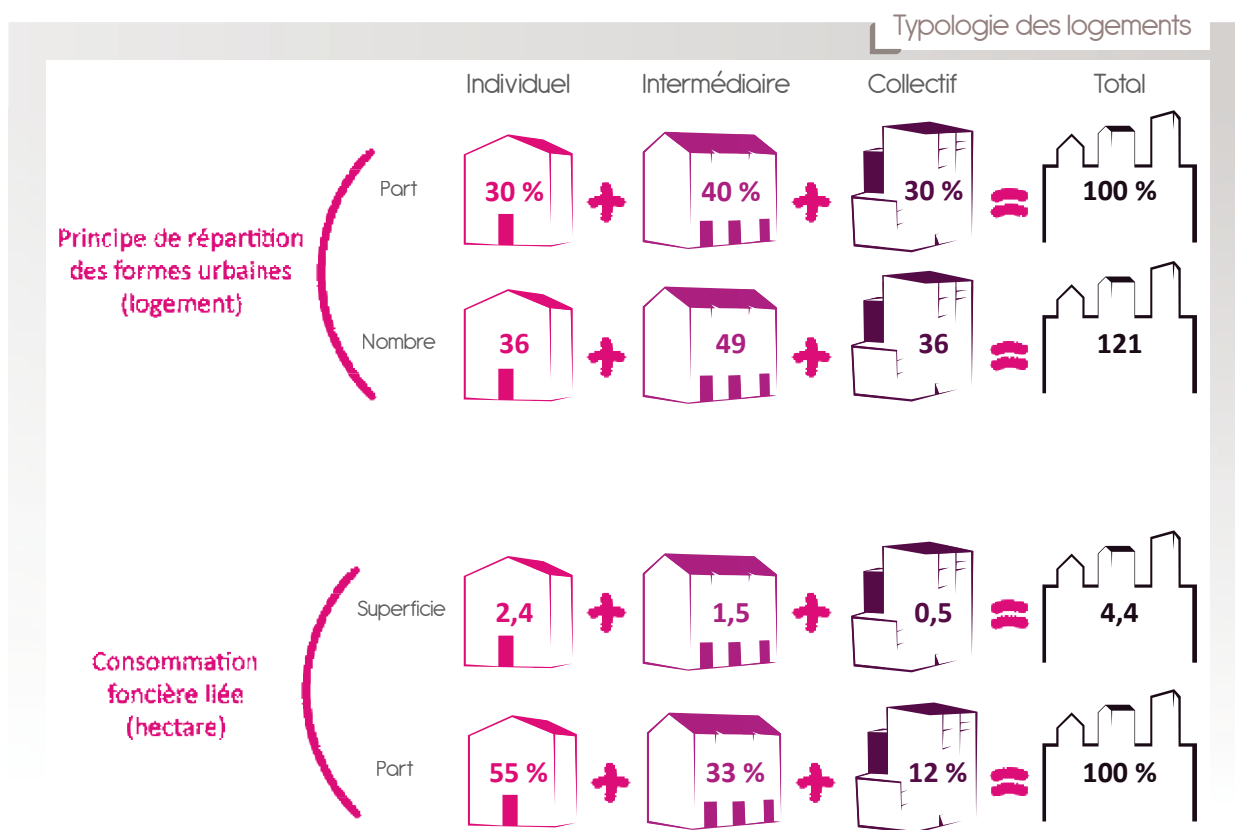 Typologie des logements
Individuel Intermédiaire Collectif Total
Part 30 % 40 % 30 % 100 %
Principe de répartition
des formes urbaines
(logement)
Nombre 36 49 36 121
Superficie 2,4 1,5 0,5 4,4
Consommation
foncière liée
(hectare)
Part 55 % 33 % 12 % 100 %